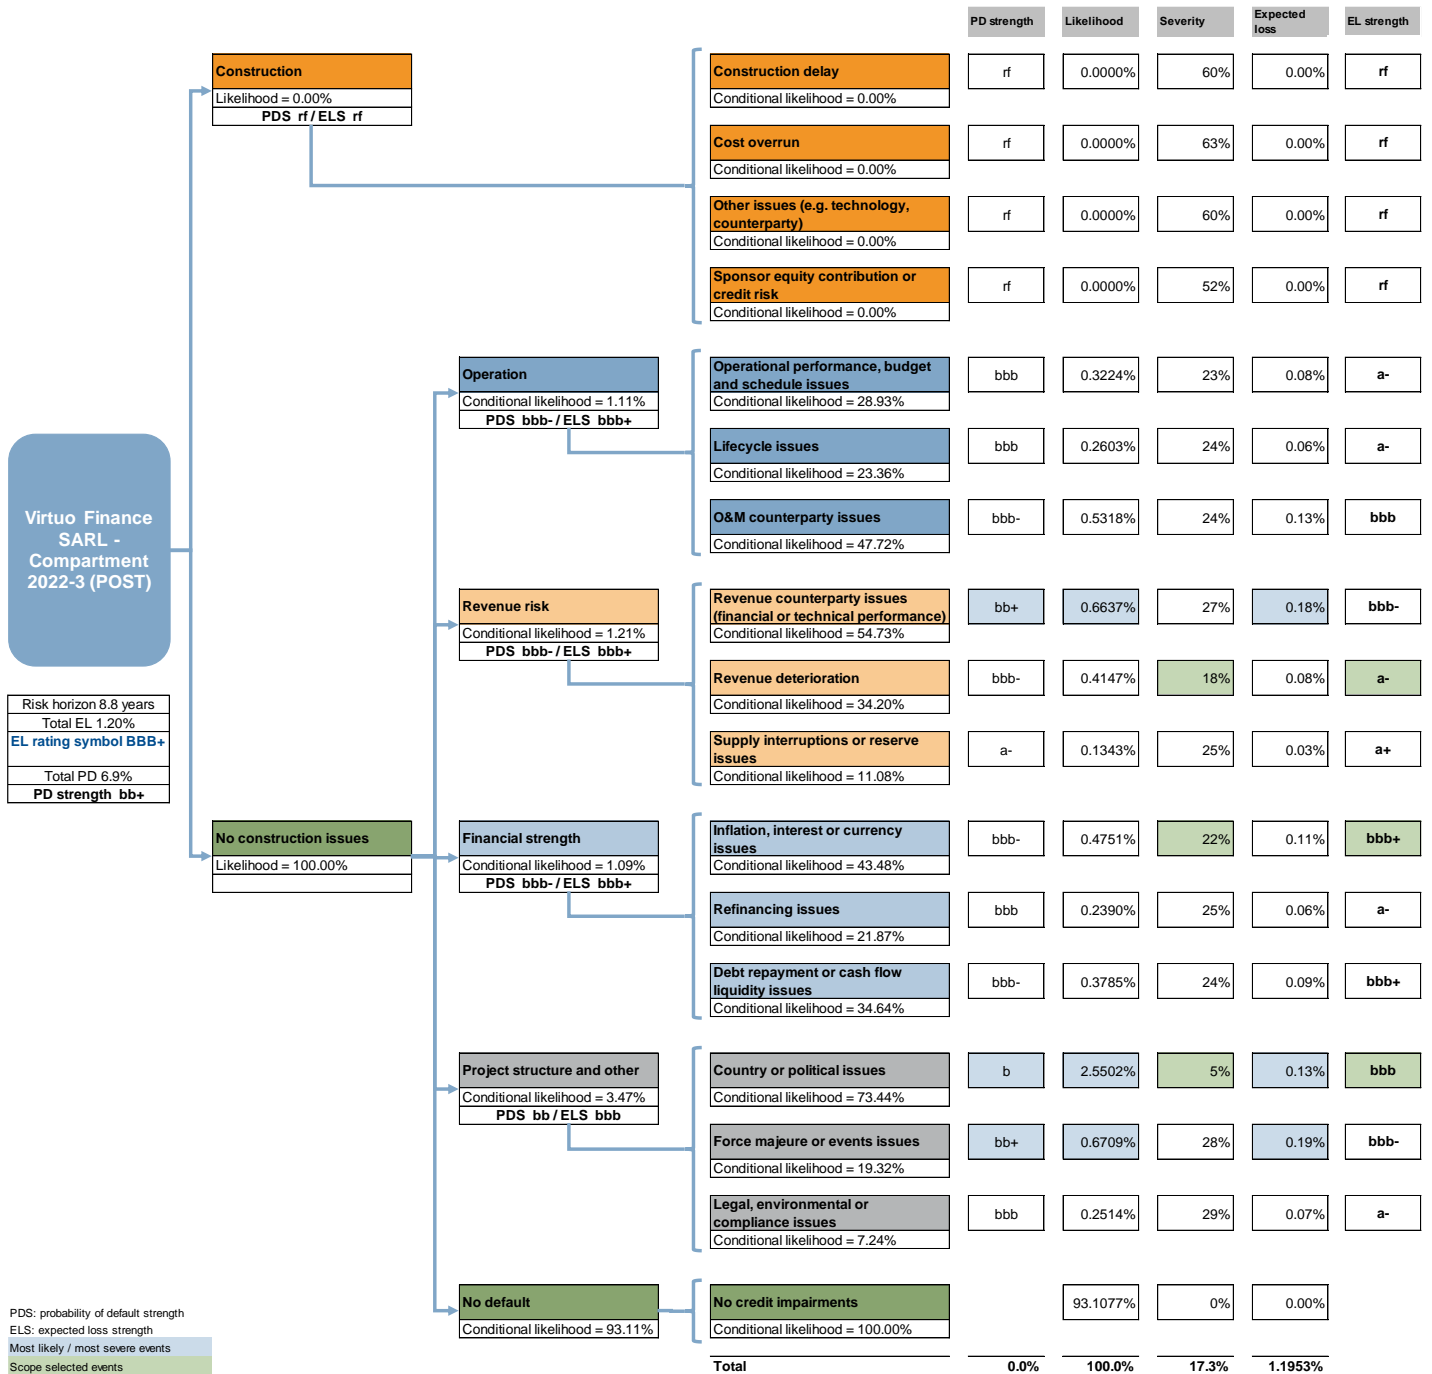 PD strength
Likelihood
Severity
Expected
loss
EL strength
Construction
Likelihood = 0.00%
PDS rf / ELS rf
Construction delay
Conditional likelihood = 0.00%
rf
0.0000%
60%
0.00%
rf
Cost overrun
Conditional likelihood = 0.00%
rf
0.0000%
63%
0.00%
rf
Other issues (e.g. technology,
counterparty)
Conditional likelihood = 0.00%
rf
0.0000%
60%
0.00%
rf
Sponsor equity contribution or
credit risk
Conditional likelihood = 0.00%
rf
0.0000%
52%
0.00%
rf
Operation
Conditional likelihood = 1.11%
PDS bbb- / ELS bbb+
Operational performance, budget
and schedule issues
Conditional likelihood = 28.93%
bbb
0.3224%
23%
0.08%
a-
Lifecycle issues
Conditional likelihood = 23.36%
bbb
0.2603%
24%
0.06%
a-
O&M counterparty issues
Conditional likelihood = 47.72%
bbb-
0.5318%
24%
0.13%
bbb
Virtuo Finance
SARL -
Compartment
2022-3 (POST)
Risk horizon 8.8 years
Total EL 1.20%
EL rating symbol BBB+
Total PD 6.9%
PD strength bb+
Revenue risk
Conditional likelihood = 1.21%
PDS bbb- / ELS bbb+
Revenue counterparty issues
(financial or technical performance)
Conditional likelihood = 54.73%
bb+
0.6637%
27%
0.18%
bbb-
Revenue deterioration
Conditional likelihood = 34.20%
bbb-
0.4147%
18%
0.08%
a-
Supply interruptions or reserve
issues
Conditional likelihood = 11.08%
a-
0.1343%
25%
0.03%
a+
No construction issues
Likelihood = 100.00%
Financial strength
Conditional likelihood = 1.09%
PDS bbb- / ELS bbb+
Inflation, interest or currency
issues
Conditional likelihood = 43.48%
bbb-
0.4751%
22%
0.11%
bbb+
Refinancing issues
Conditional likelihood = 21.87%
bbb
0.2390%
25%
0.06%
a-
Debt repayment or cash flow
liquidity issues
Conditional likelihood = 34.64%
bbb-
0.3785%
24%
0.09%
bbb+
Project structure and other
Conditional likelihood = 3.47%
PDS bb / ELS bbb
Country or political issues
Conditional likelihood = 73.44%
b
2.5502%
5%
0.13%
bbb
Force majeure or events issues
Conditional likelihood = 19.32%
bb+
0.6709%
28%
0.19%
bbb-
Legal, environmental or
compliance issues
Conditional likelihood = 7.24%
bbb
0.2514%
29%
0.07%
a-
No default
Conditional likelihood = 93.11%
No credit impairments
Conditional likelihood = 100.00%
93.1077%
0%
0.00%
PDS: probability of default strength
ELS: expected loss strength
Most likely / most severe events
Scope selected events
Total
0.0%
100.0%
17.3%
1.1953%